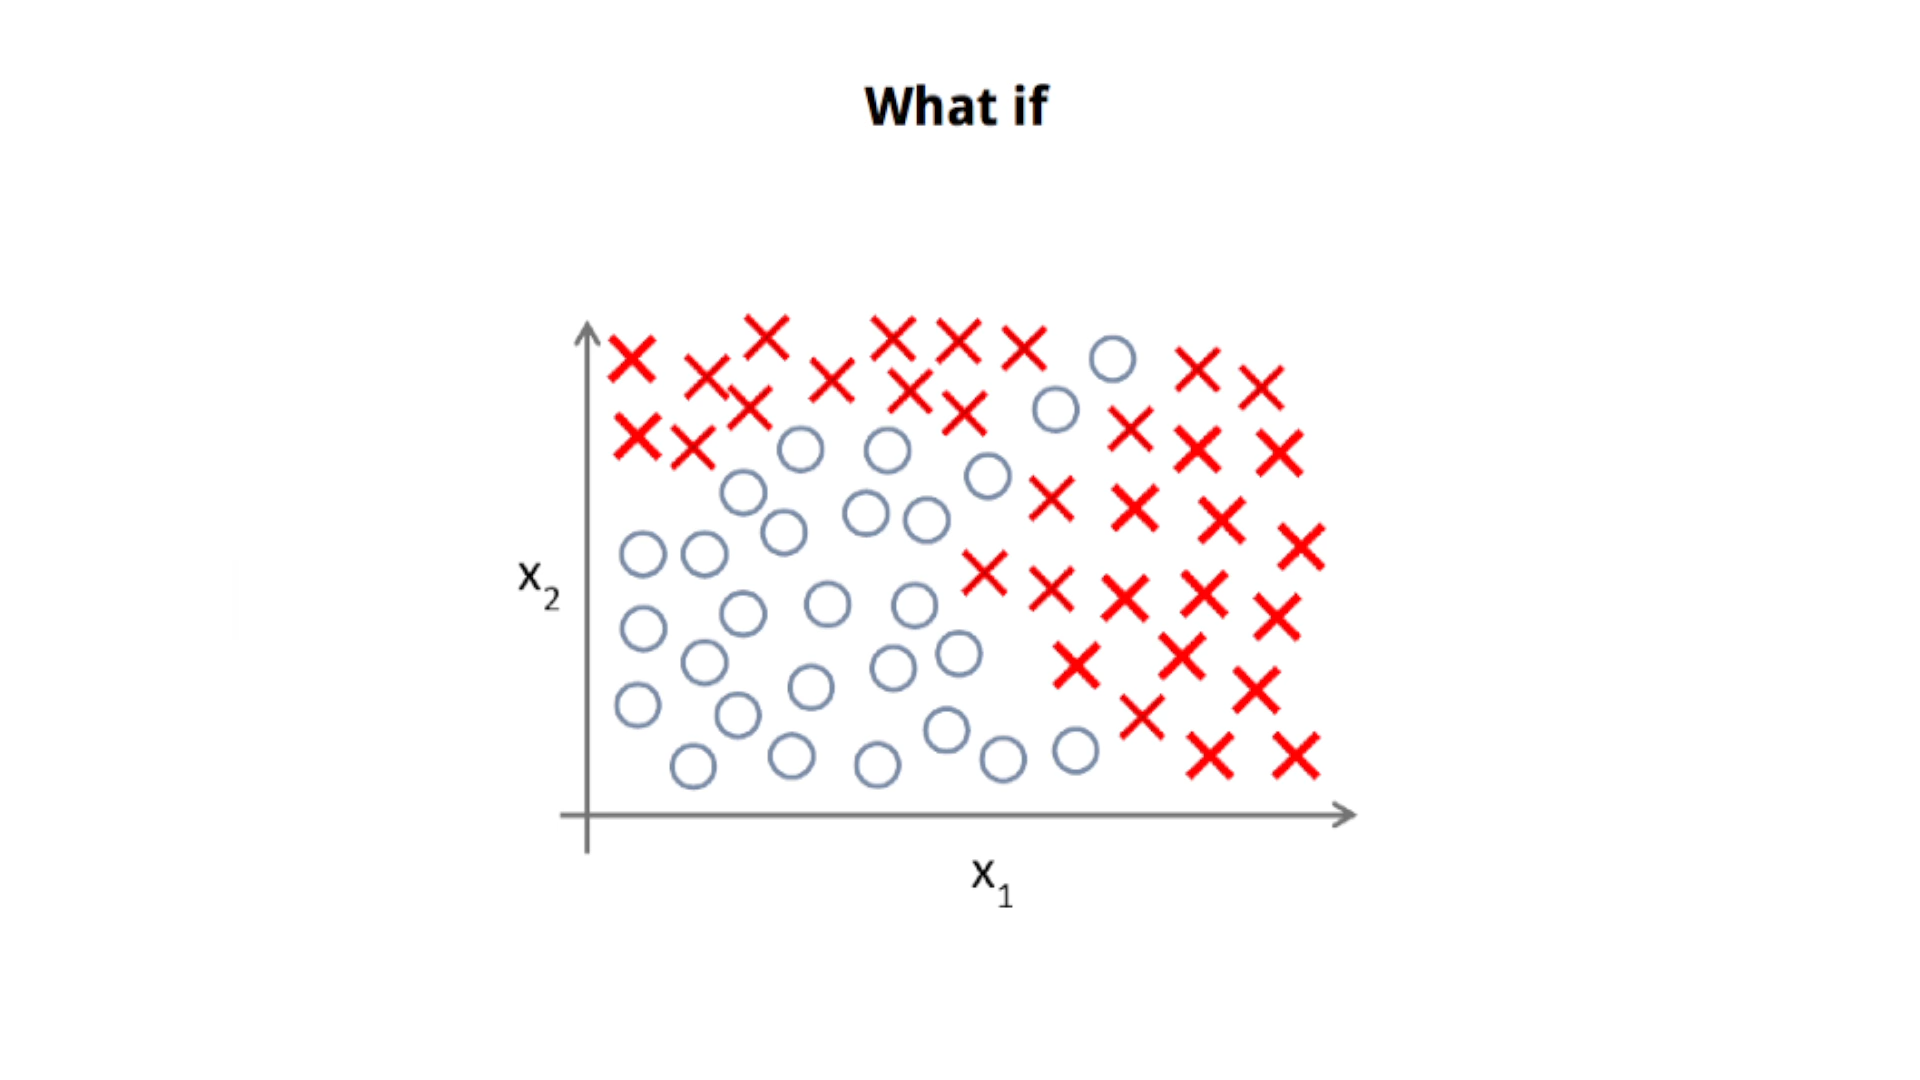 What if
x₂
x₁